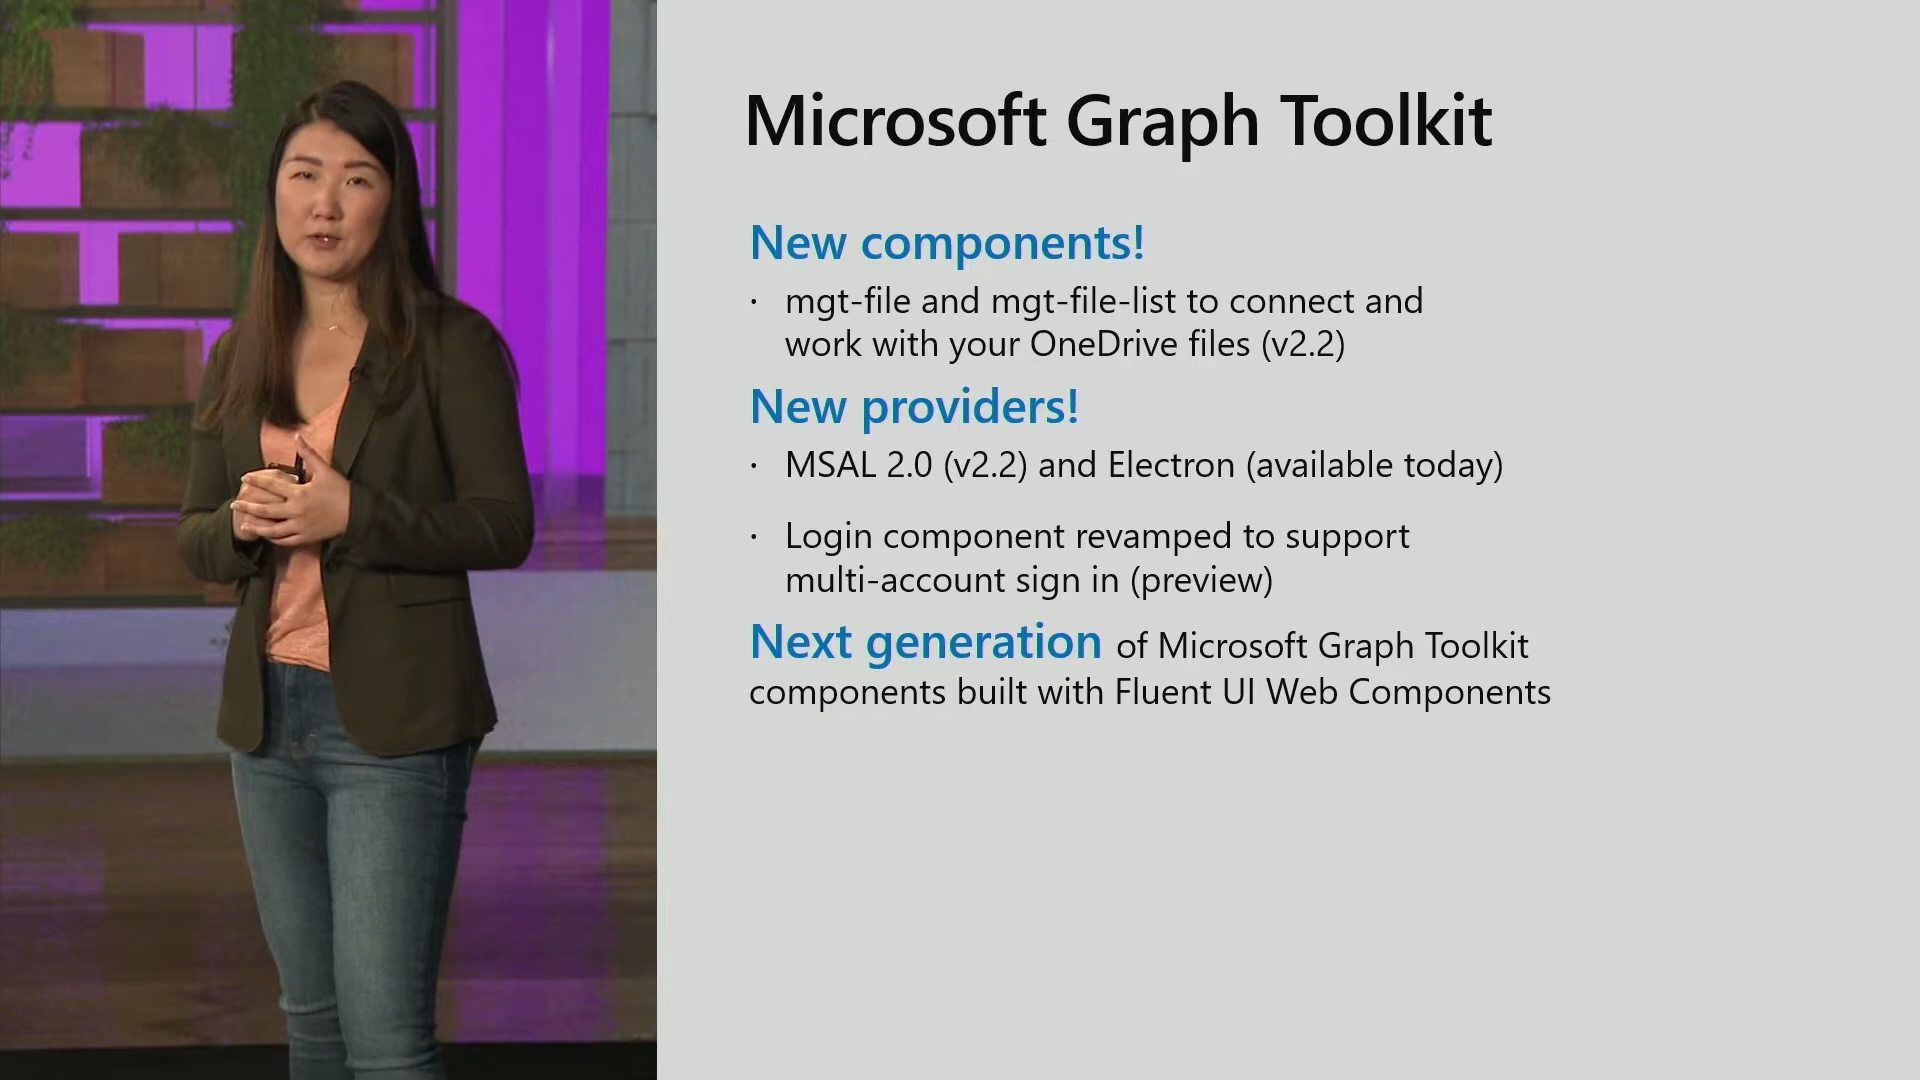 Microsoft Graph Toolkit
New components!
· mgt-file and mgt-file-list to connect and
work with your OneDrive files (v2.2)
New providers!
· MSAL 2.0 (v2.2) and Electron (available today)
· Login component revamped to support
multi-account sign in (preview)
Next generation of Microsoft Graph Toolkit
components built with Fluent UI Web Components